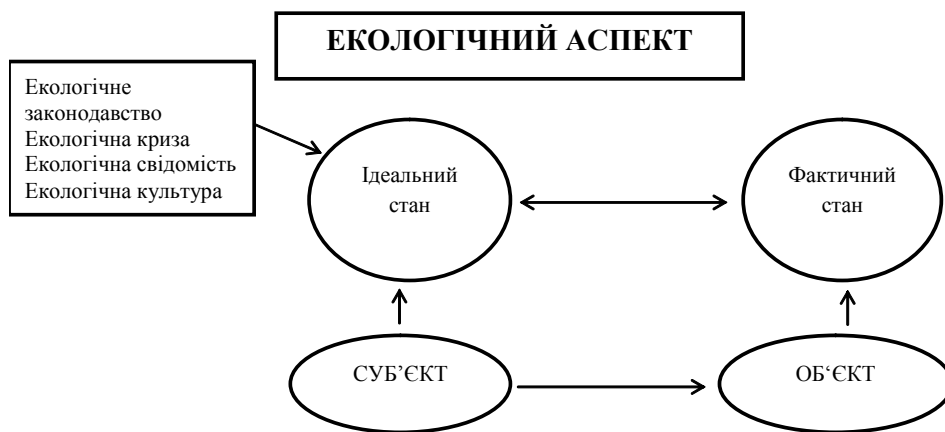 ЕКОЛОГІЧНИЙ АСПЕКТ
Екологічне
законодавство
Екологічна криза
Екологічна свідомість
Екологічна культура
Ідеальний
стан
Фактичний
стан
СУБ’ЄКТ
ОБ‘ЄКТ